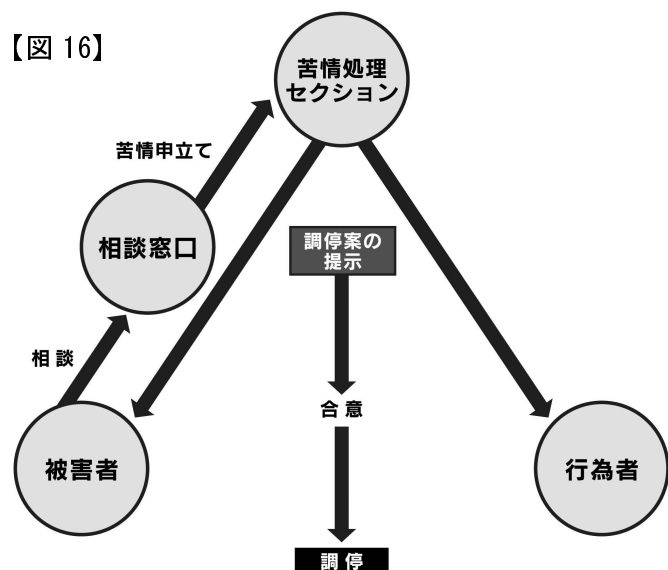 【図 16】
苦情処理
セクション
苦情申立て
相談窓口
調停案の
提示
相 談
合 意
被害者
行為者
調 停